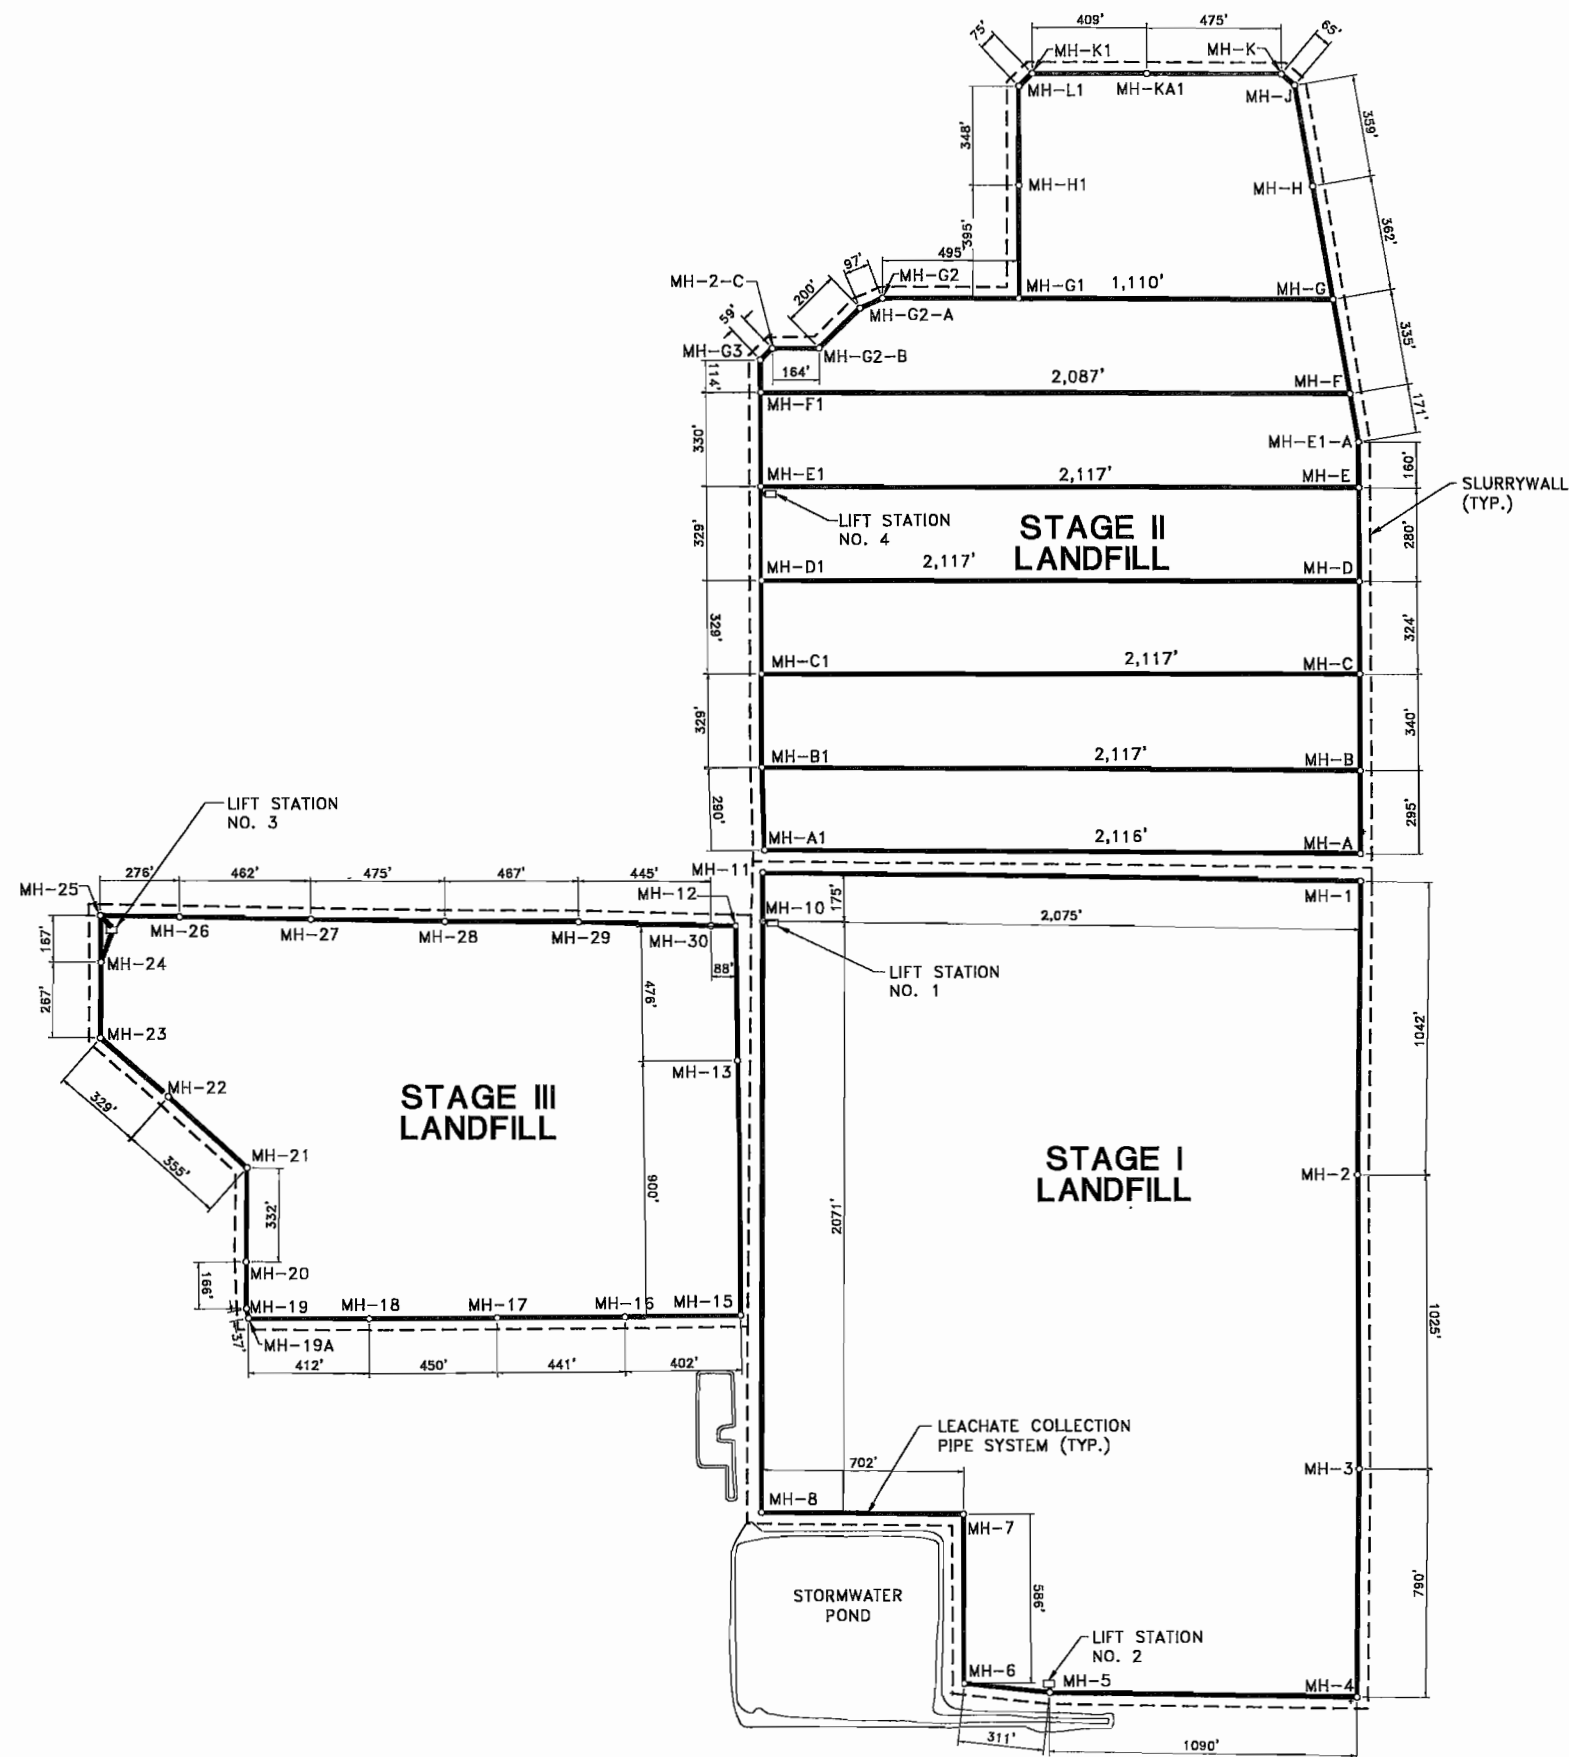 409'
475'
75'
65'
MH-K1
MH-K
MH-L1
MH-KA1
MH-J
359'
348'
MH-H1
MH-H
362'
395'
495'
97'
MH-G2
MH-2-C
200'
MH-G1
1,110'
MH-G
MH-G2-A
59'
335'
MH-G3
MH-G2-B
114'
164'
2,087'
MH-F
MH-F1
171'
MH-E1-A
330'
160'
MH-E1
2,117'
MH-E
SLURRYWALL
(TYP.)
LIFT STATION
NO. 4
STAGE II
LANDFILL
280'
329'
2,117'
MH-D1
MH-D
329'
324'
MH-C1
2,117'
MH-C
329'
340'
MH-B1
2,117'
MH-B
290'
295'
LIFT STATION
NO. 3
MH-A1
2,116'
MH-A
276'
462'
475'
467'
445'
MH-11
MH-25
MH-12
MH-1
175'
MH-10
2,075'
MH-26
MH-27
MH-28
MH-29
MH-30
167'
MH-24
88'
LIFT STATION
NO. 1
476'
267'
MH-23
1042'
MH-13
MH-22
329'
STAGE III
LANDFILL
355'
MH-21
STAGE I
LANDFILL
MH-2
900'
332'
2071'
MH-20
166'
MH-19
MH-18
MH-17
MH-16
MH-15
37'
MH-19A
412'
450'
441'
402'
1025'
LEACHATE COLLECTION
PIPE SYSTEM (TYP.)
702'
MH-3
MH-8
MH-7
586'
790'
STORMWATER
POND
LIFT STATION
NO. 2
MH-6
MH-5
MH-4
311'
1090'